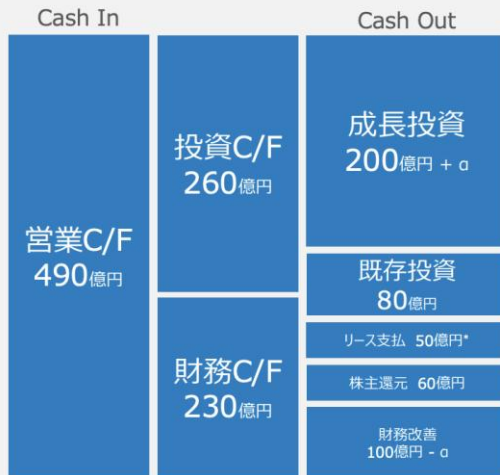 Cash In
Cash Out
営業C/F
490億円
投資C/F
260億円
財務C/F
230億円
成長投資
200億円 + α
既存投資
80億円
リース支払 50億円*
株主還元 60億円
財務改善
100億円 - α